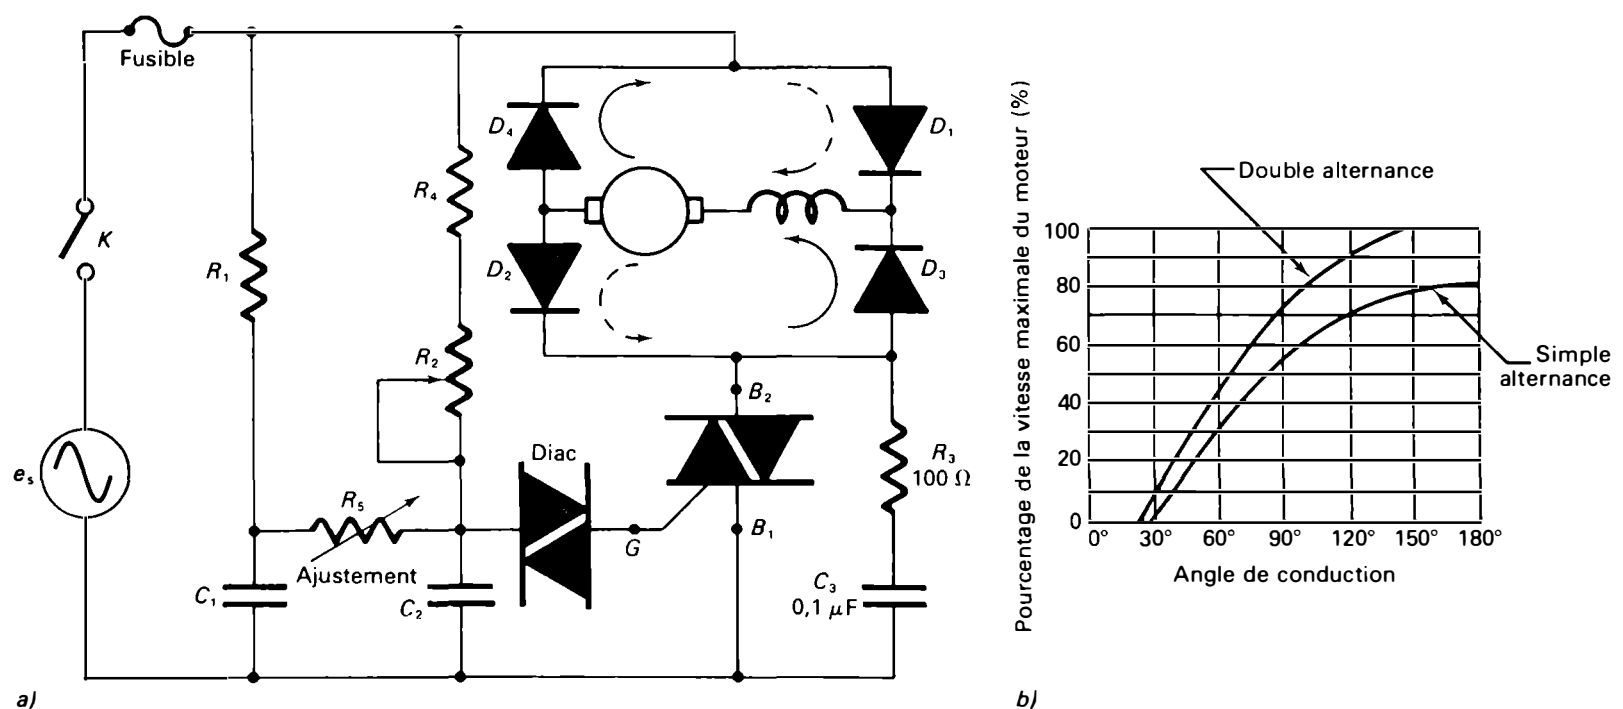 Fusible
K
eₛ
R₁
R₄
R₂
R₅
Ajustement
C₁
C₂
Diac
G
D₄
D₁
D₂
D₃
B₂
B₁
R₃
100 Ω
C₃
0,1 μF
a)
Pourcentage de la vitesse maximale du moteur (%)
Double alternance
Simple
alternance
100
80
60
40
20
0
0° 30° 60° 90° 120° 150° 180°
Angle de conduction
b)